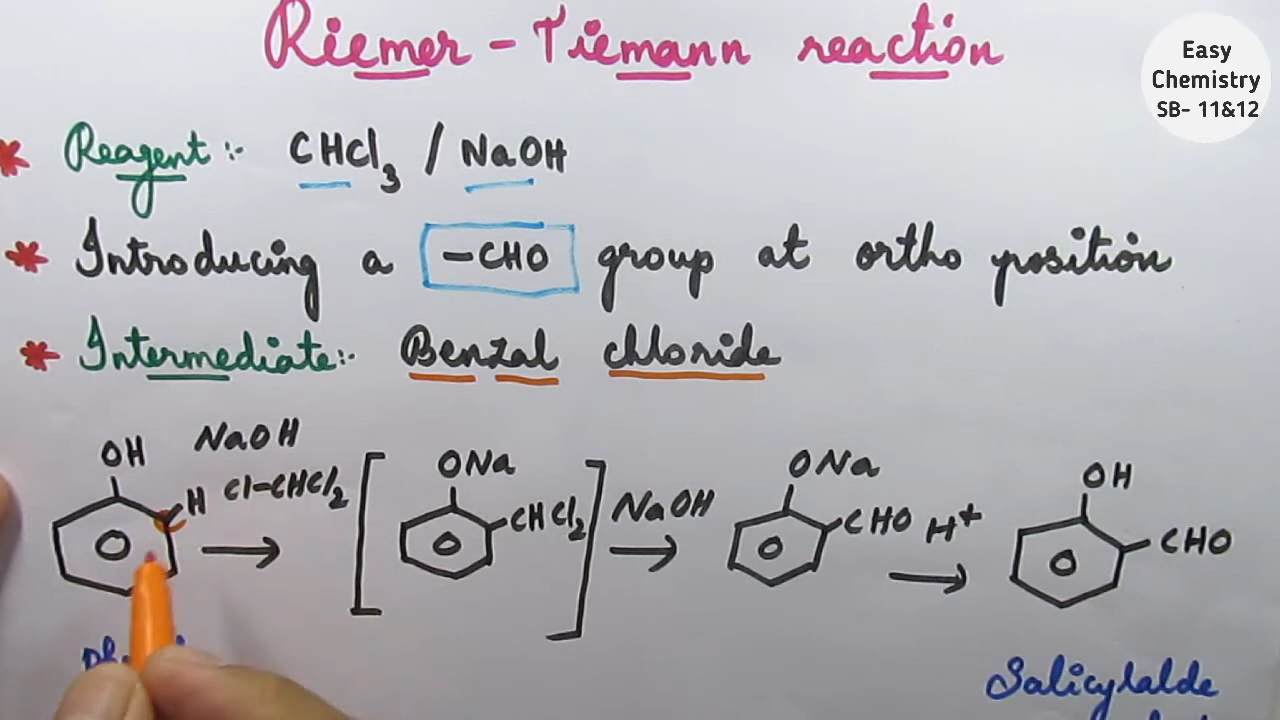 Riemer - Tiemann reaction
Easy
Chemistry
SB- 11&12
* Reagent:- CHCl₃ / NaOH
* Introducing a -CHO group at ortho position
* Intermediate:- Benzal chloride
OH NaOH ONa ONa OH
H Cl-CHCl₂ CHCl₂ NaOH CHO H⁺ CHO
Salicylalde